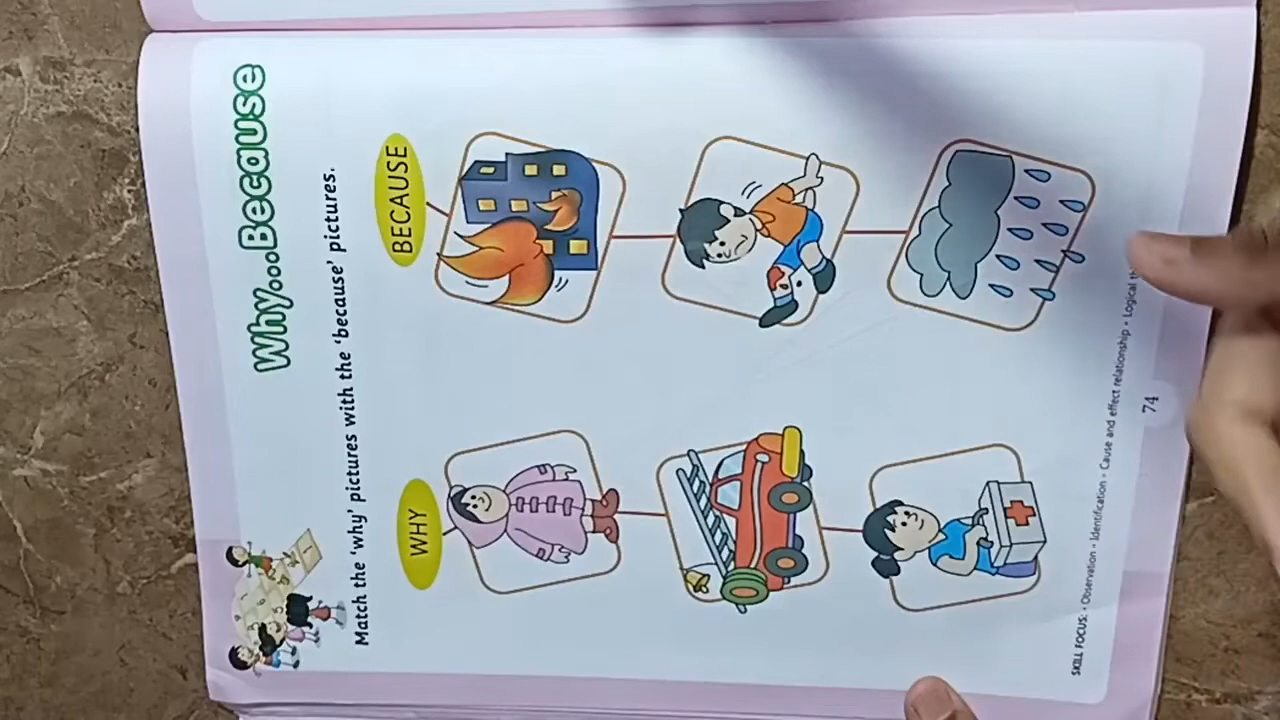 Why...Because
Match the 'why' pictures with the 'because' pictures.
WHY
BECAUSE
SKILL FOCUS: • Observation • Identification • Cause and effect relationship • Logical
74